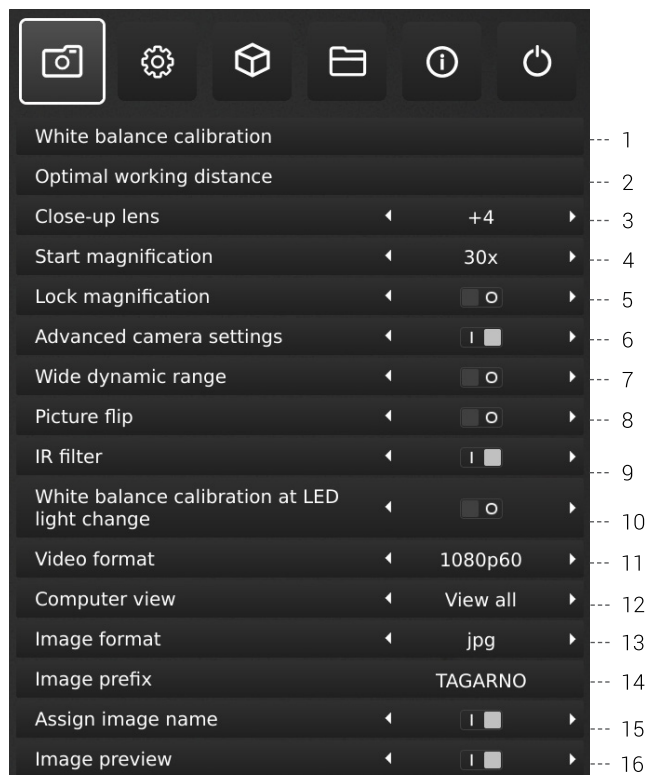 White balance calibration 1
Optimal working distance 2
Close-up lens +4 3
Start magnification 30x 4
Lock magnification O 5
Advanced camera settings I 6
Wide dynamic range O 7
Picture flip O 8
IR filter I 9
White balance calibration at LED
light change O 10
Video format 1080p60 11
Computer view View all 12
Image format jpg 13
Image prefix TAGARNO 14
Assign image name I 15
Image preview I 16